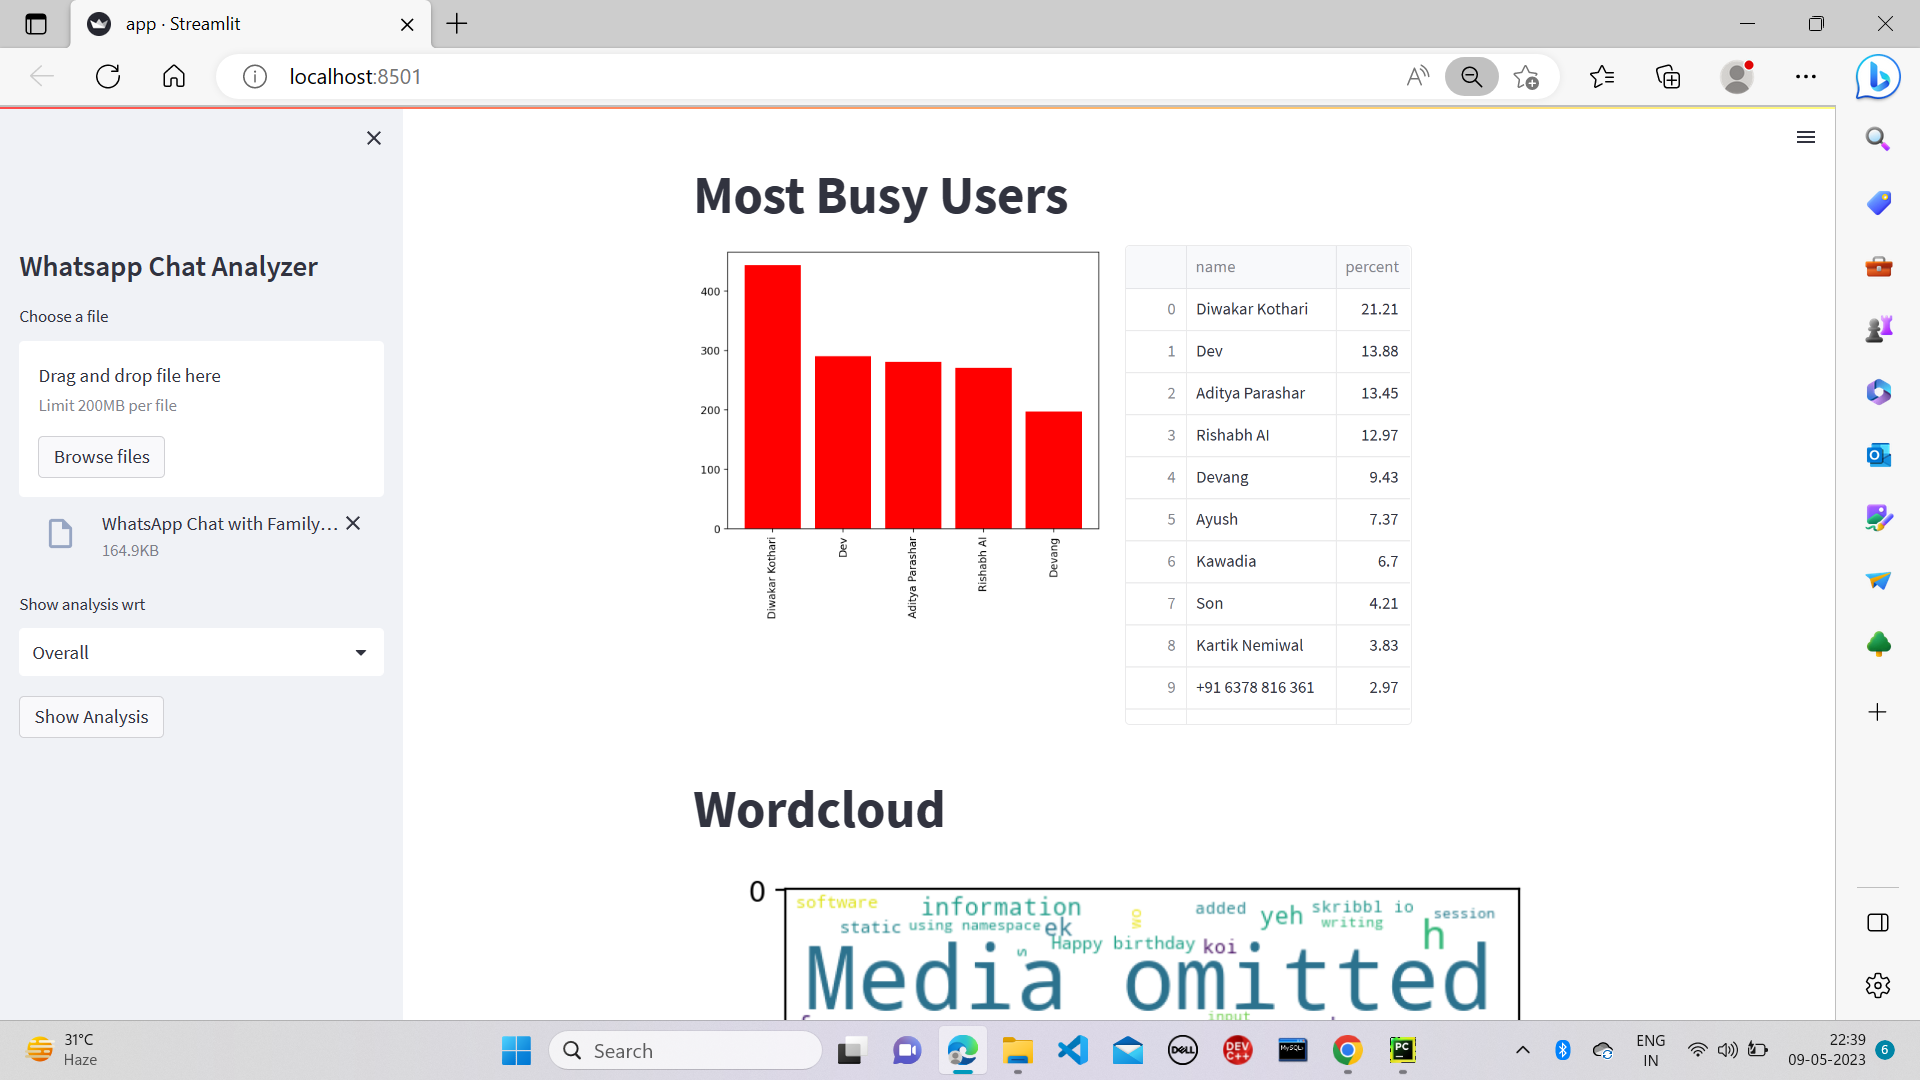 app · Streamlit
localhost:8501
Whatsapp Chat Analyzer
Choose a file
Drag and drop file here
Limit 200MB per file
Browse files
WhatsApp Chat with Family...
164.9KB
Show analysis wrt
Overall
Show Analysis
Most Busy Users
400
300
200
100
0
Diwakar Kothari
Dev
Aditya Parashar
Rishabh AI
Devang
name percent
0 Diwakar Kothari 21.21
1 Dev 13.88
2 Aditya Parashar 13.45
3 Rishabh AI 12.97
4 Devang 9.43
5 Ayush 7.37
6 Kawadia 6.7
7 Son 4.21
8 Kartik Nemiwal 3.83
9 +91 6378 816 361 2.97
Wordcloud
0
software information wo added yeh skribbl io session
static using namespace ek writing h
s Happy birthday koi
Media omitted
input
31°C
Haze
Search
DELL
DEV C++
MySQL
PC
ENG
IN
22:39
09-05-2023
6